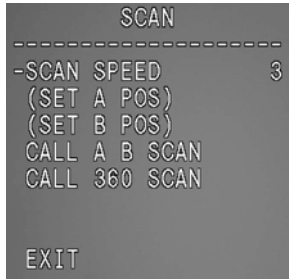 SCAN
-------------------
-SCAN SPEED 3
(SET A POS)
(SET B POS)
CALL A B SCAN
CALL 360 SCAN
EXIT